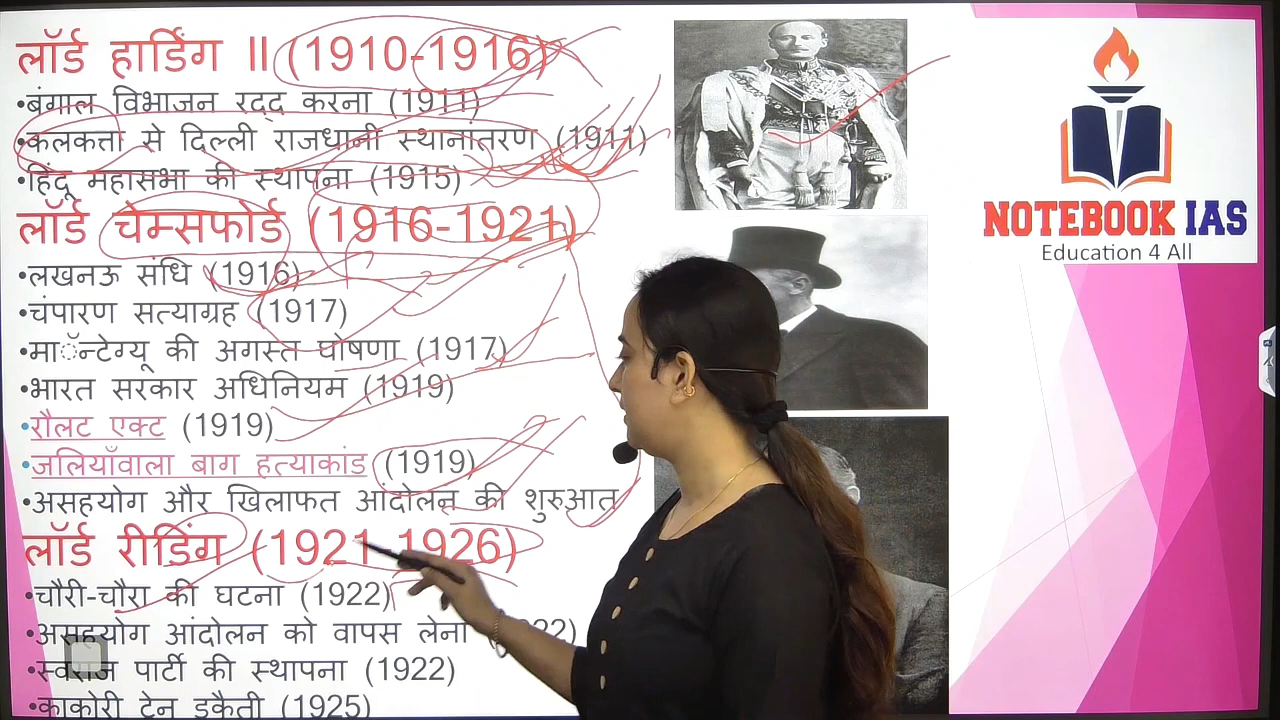 लॉर्ड हार्डिंग II (1910-1916)
•बंगाल विभाजन रद्द करना (1911)
•कलकत्ता से दिल्ली राजधानी स्थानांतरण (1911)
•हिंदू महासभा की स्थापना (1915)
लॉर्ड चेम्सफोर्ड (1916-1921)
•लखनऊ संधि (1916)
•चंपारण सत्याग्रह (1917)
•माॅन्टेग्यू की अगस्त घोषणा (1917)
•भारत सरकार अधिनियम (1919)
•रौलट एक्ट (1919)
•जलियाँवाला बाग हत्याकांड (1919)
•असहयोग और खिलाफत आंदोलन की शुरुआत
लॉर्ड रीडिंग (1921 1926)
•चौरी-चौरा की घटना (1922)
•असहयोग आंदोलन को वापस लेना
•स्वराज पार्टी की स्थापना (1922)
•काकोरी ट्रेन डकैती (1925)
NOTEBOOK IAS
Education 4 All